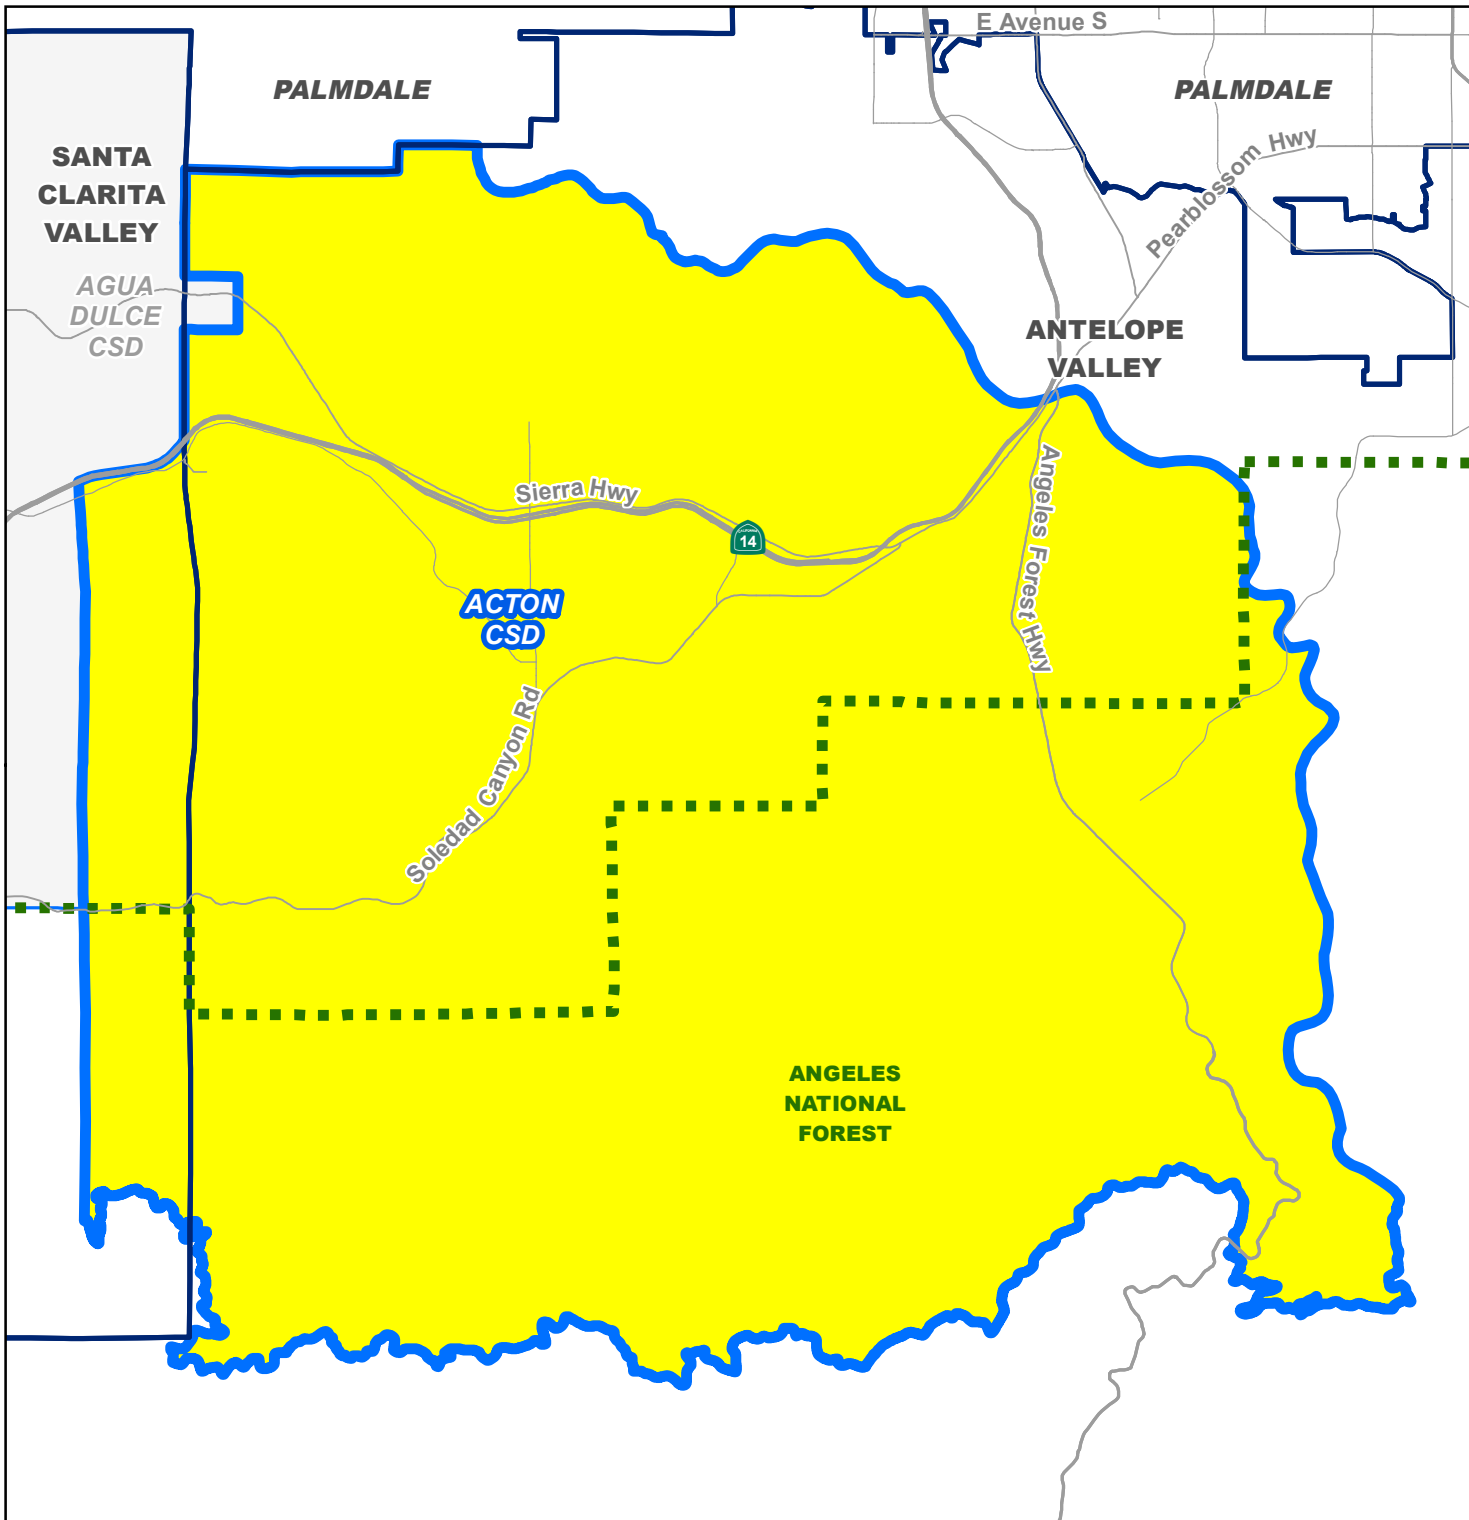 E Avenue S
PALMDALE
PALMDALE
SANTA
CLARITA
VALLEY
Pearblossom Hwy
AGUA
DULCE
CSD
ANTELOPE
VALLEY
Sierra Hwy
CALIFORNIA
14
Angeles Forest Hwy
ACTON
CSD
Soledad Canyon Rd
ANGELES
NATIONAL
FOREST